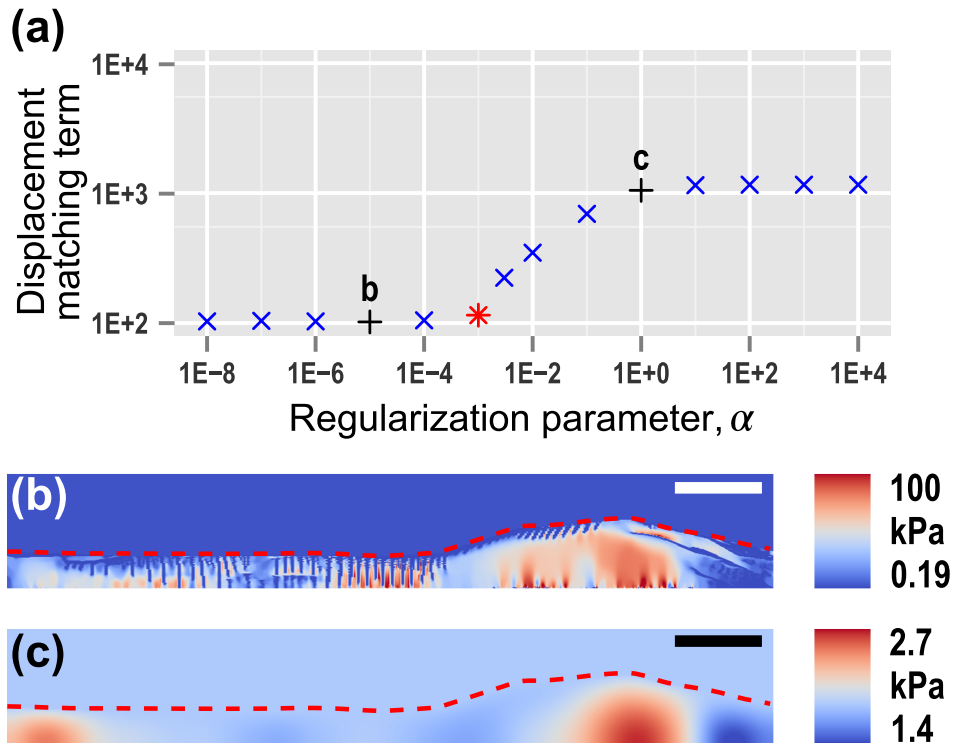 (a)
1E+4
1E+3
1E+2
Displacement
matching term
c
b
1E−8
1E−6
1E−4
1E−2
1E+0
1E+2
1E+4
Regularization parameter, α
(b)
100
kPa
0.19
(c)
2.7
kPa
1.4